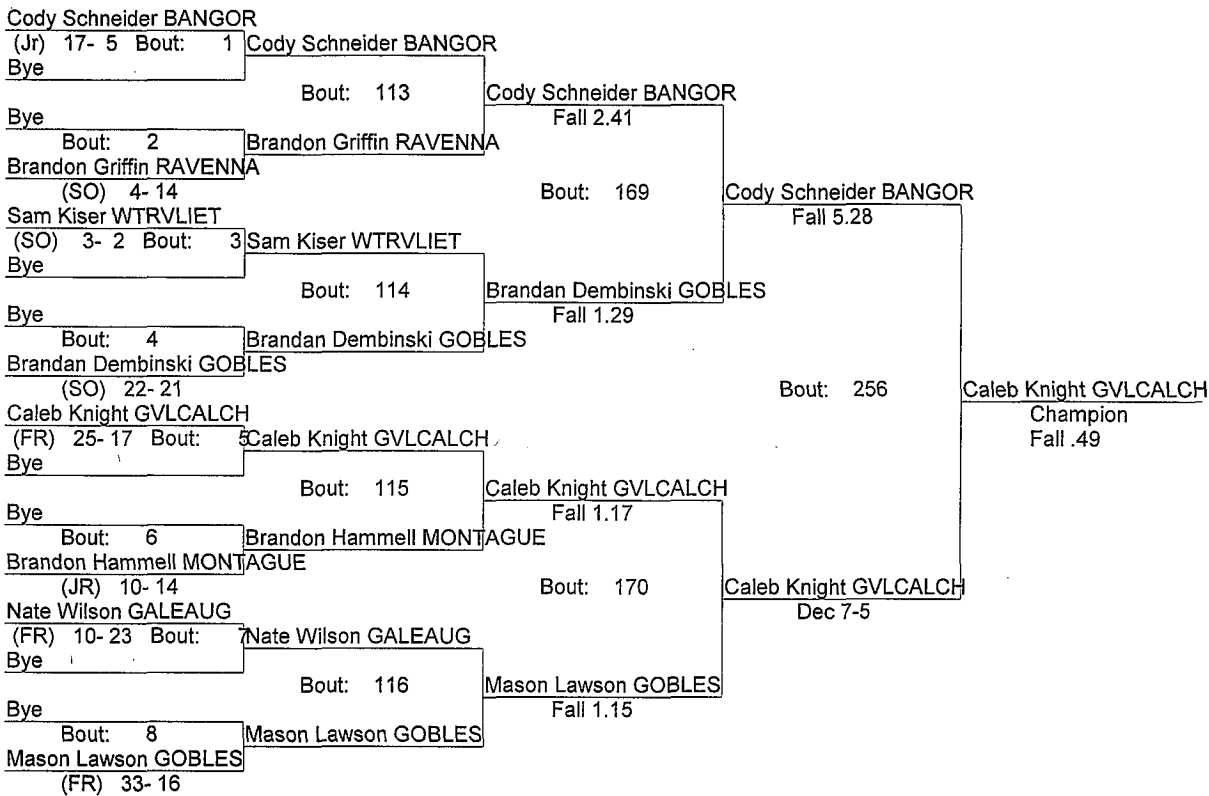 Cody Schneider BANGOR
(Jr) 17- 5 Bout: 1
Bye
Cody Schneider BANGOR
Bout: 113
Bye
Bout: 2
Brandon Griffin RAVENNA
(SO) 4- 14
Brandon Griffin RAVENNA
Cody Schneider BANGOR
Fall 2.41
Bout: 169
Sam Kiser WTRVLIET
(SO) 3- 2 Bout: 3
Bye
Sam Kiser WTRVLIET
Bout: 114
Bye
Bout: 4
Brandan Dembinski GOBLES
(SO) 22- 21
Brandan Dembinski GOBLES
Brandan Dembinski GOBLES
Fall 1.29
Cody Schneider BANGOR
Fall 5.28
Bout: 256
Caleb Knight GVLCALCH
(FR) 25- 17 Bout: 5
Bye
Caleb Knight GVLCALCH
Bout: 115
Bye
Bout: 6
Brandon Hammell MONTAGUE
(JR) 10- 14
Brandon Hammell MONTAGUE
Caleb Knight GVLCALCH
Fall 1.17
Bout: 170
Nate Wilson GALEAUG
(FR) 10- 23 Bout: 7
Bye
Nate Wilson GALEAUG
Bout: 116
Bye
Bout: 8
Mason Lawson GOBLES
(FR) 33- 16
Mason Lawson GOBLES
Mason Lawson GOBLES
Fall 1.15
Caleb Knight GVLCALCH
Dec 7-5
Caleb Knight GVLCALCH
Champion
Fall .49